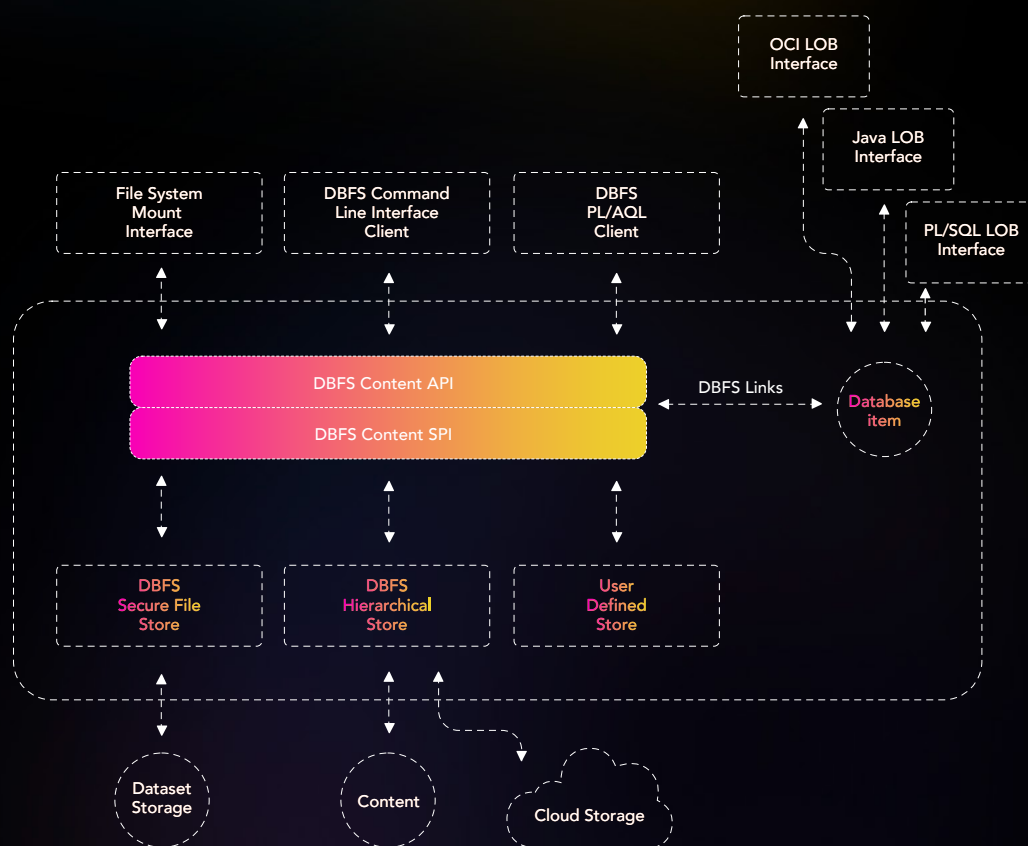 OCI LOB
Interface
Java LOB
Interface
PL/SQL LOB
Interface
File System
Mount
Interface
DBFS Command
Line Interface
Client
DBFS
PL/AQL
Client
DBFS Content API
DBFS Content SPI
DBFS Links
Database
item
DBFS
Secure File
Store
DBFS
Hierarchical
Store
User
Defined
Store
Dataset
Storage
Content
Cloud Storage